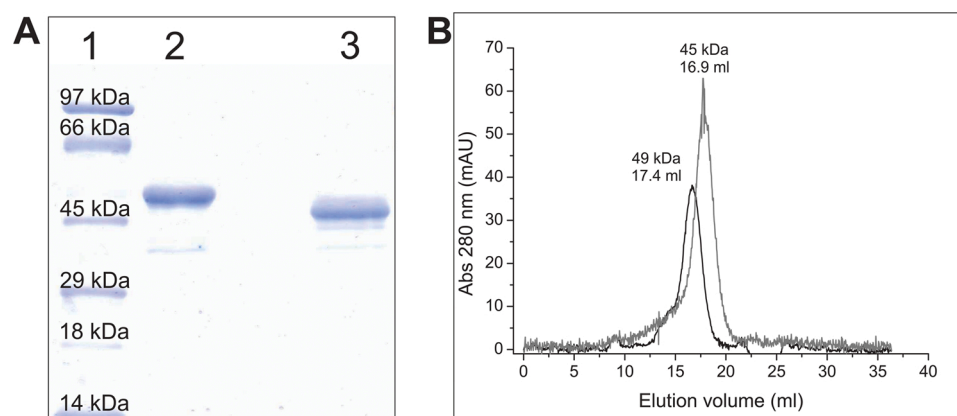 A
1 2 3
97 kDa
66 kDa
45 kDa
29 kDa
18 kDa
14 kDa
B
45 kDa
16.9 ml
49 kDa
17.4 ml
Abs 280 nm (mAU)
70
60
50
40
30
20
10
0
0 5 10 15 20 25 30 35 40
Elution volume (ml)